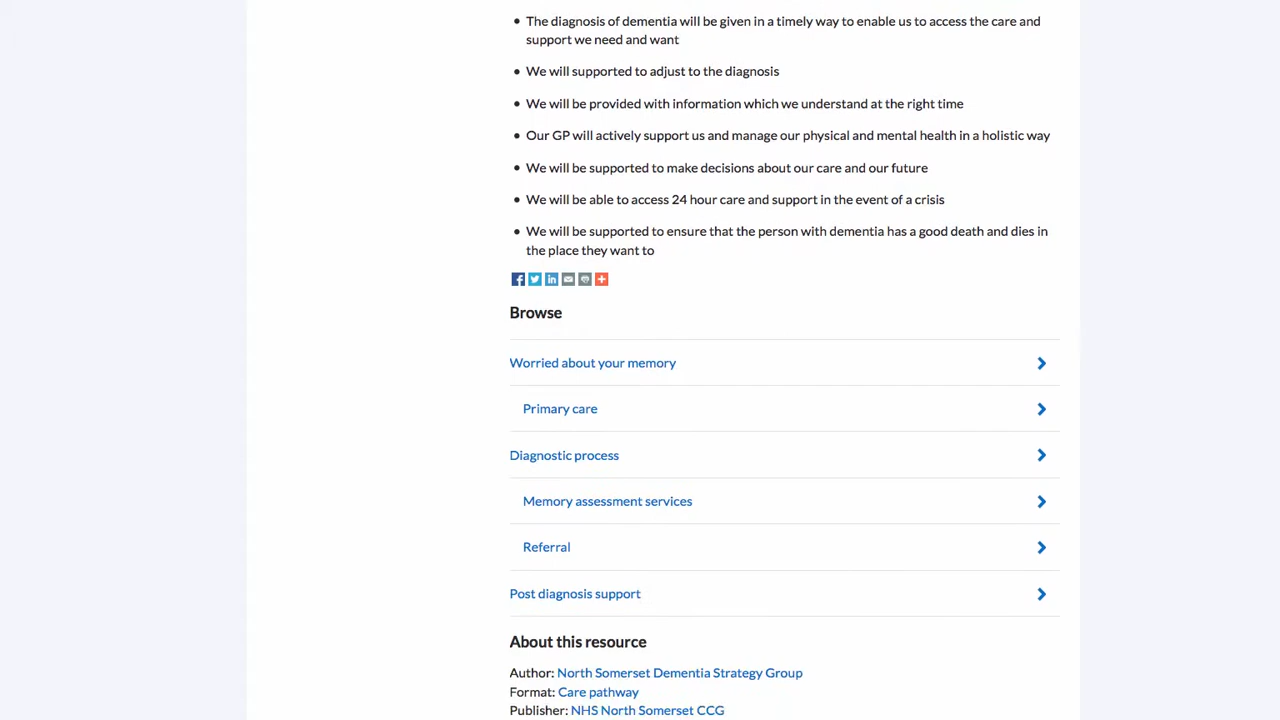 The diagnosis of dementia will be given in a timely way to enable us to access the care and
support we need and want
We will supported to adjust to the diagnosis
We will be provided with information which we understand at the right time
Our GP will actively support us and manage our physical and mental health in a holistic way
We will be supported to make decisions about our care and our future
We will be able to access 24 hour care and support in the event of a crisis
We will be supported to ensure that the person with dementia has a good death and dies in
the place they want to
Browse
Worried about your memory
Primary care
Diagnostic process
Memory assessment services
Referral
Post diagnosis support
About this resource
Author: North Somerset Dementia Strategy Group
Format: Care pathway
Publisher: NHS North Somerset CCG